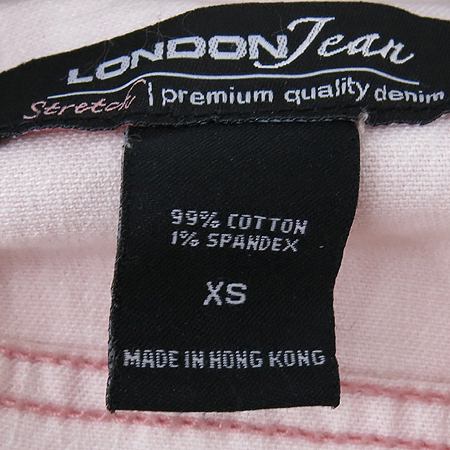 LONDON Jean
Stretch | premium quality denim
99% COTTON
1% SPANDEX
XS
MADE IN HONG KONG